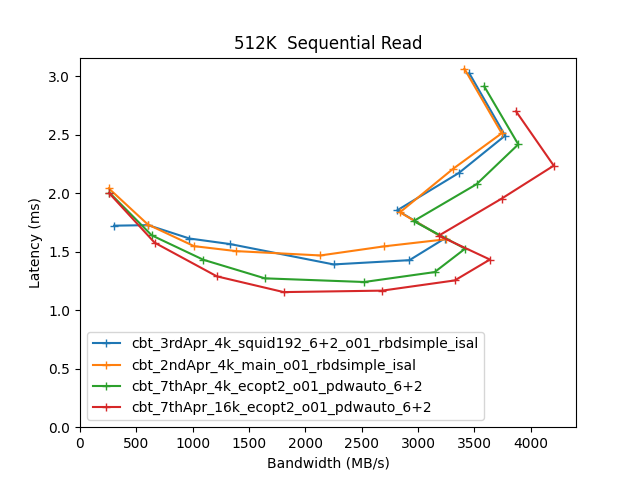 512K  Sequential Read
3.0
2.5
2.0
1.5
1.0
0.5
0.0
Latency (ms)
cbt_3rdApr_4k_squid192_6+2_o01_rbdsimple_isal
cbt_2ndApr_4k_main_o01_rbdsimple_isal
cbt_7thApr_4k_ecopt2_o01_pdwauto_6+2
cbt_7thApr_16k_ecopt2_o01_pdwauto_6+2
0 500 1000 1500 2000 2500 3000 3500 4000
Bandwidth (MB/s)